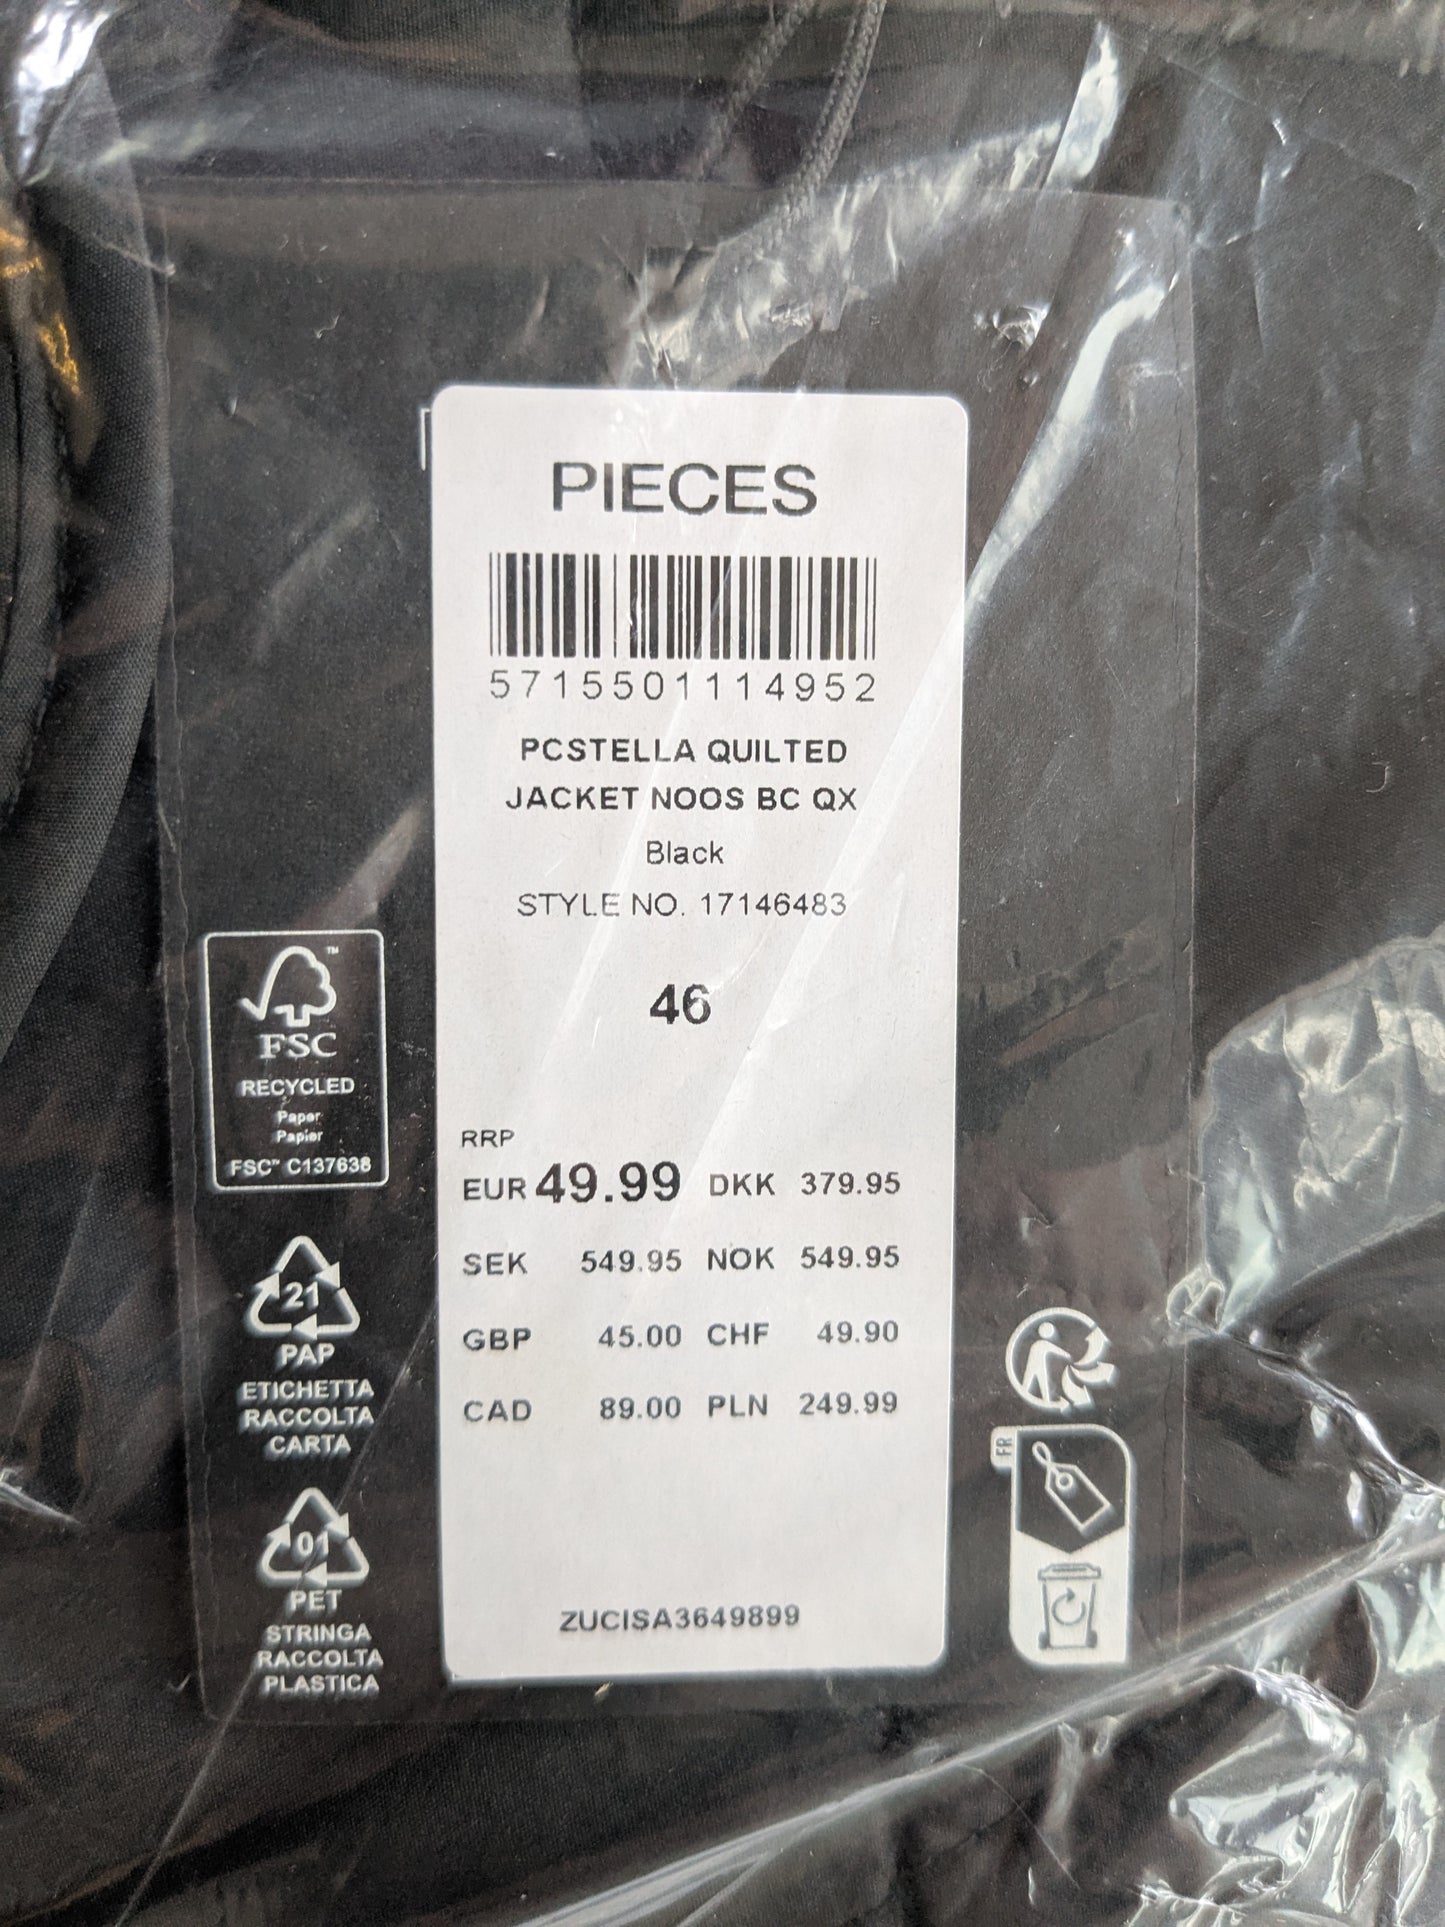 PIECES
5715501114952
PCSTELLA QUILTED
JACKET NOOS BC QX
Black
STYLE NO. 17146483
46
RRP
EUR 49.99 DKK 379.95
SEK 549.95 NOK 549.95
GBP 45.00 CHF 49.90
CAD 89.00 PLN 249.99
ZUCISA3649899
™
FSC
RECYCLED
Paper
Papier
FSC™ C137638
21
PAP
ETICHETTA
RACCOLTA
CARTA
01
PET
STRINGA
RACCOLTA
PLASTICA
FR